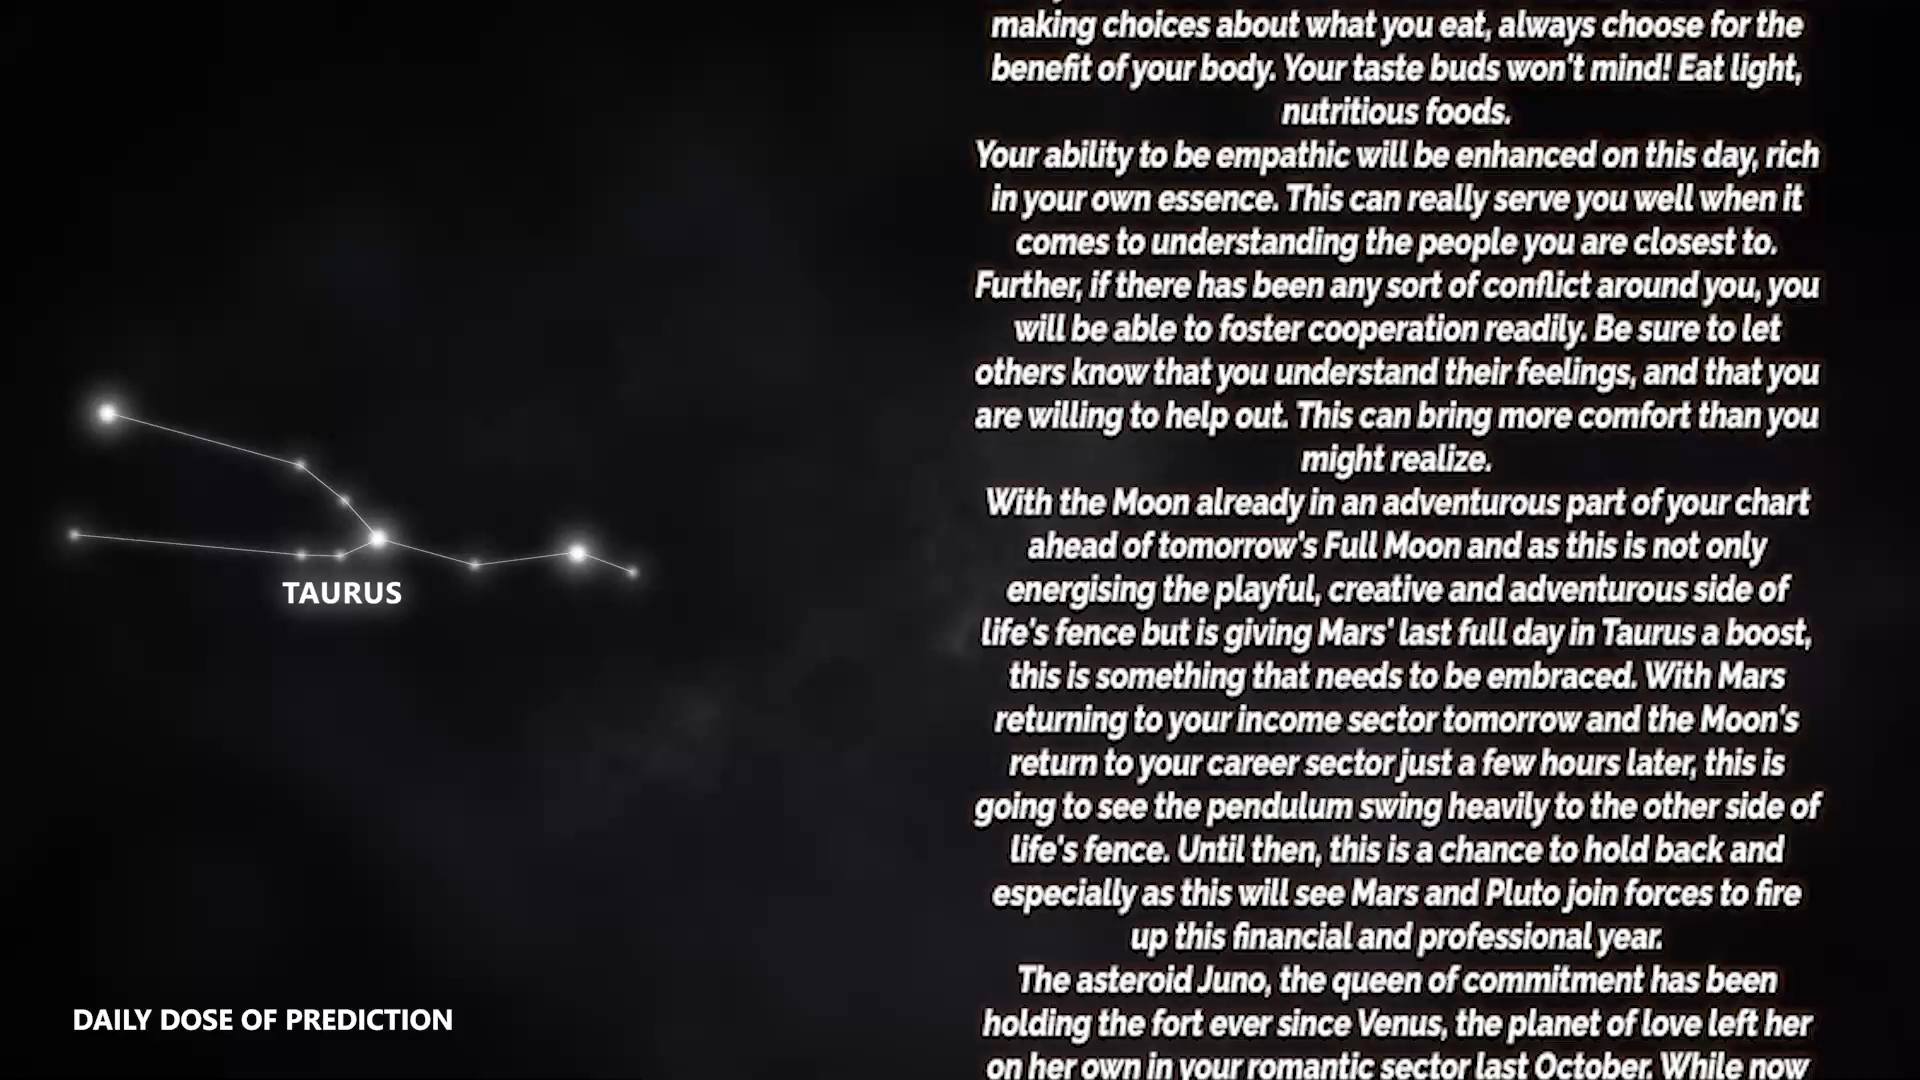 making choices about what you eat, always choose for the
benefit of your body. Your taste buds won't mind! Eat light,
nutritious foods.
Your ability to be empathic will be enhanced on this day, rich
in your own essence. This can really serve you well when it
comes to understanding the people you are closest to.
Further, if there has been any sort of conflict around you, you
will be able to foster cooperation readily. Be sure to let
others know that you understand their feelings, and that you
are willing to help out. This can bring more comfort than you
might realize.
With the Moon already in an adventurous part of your chart
ahead of tomorrow's Full Moon and as this is not only
energising the playful, creative and adventurous side of
life's fence but is giving Mars' last full day in Taurus a boost,
this is something that needs to be embraced. With Mars
returning to your income sector tomorrow and the Moon's
return to your career sector just a few hours later, this is
going to see the pendulum swing heavily to the other side of
life's fence. Until then, this is a chance to hold back and
especially as this will see Mars and Pluto join forces to fire
up this financial and professional year.
The asteroid Juno, the queen of commitment has been
holding the fort ever since Venus, the planet of love left her
on her own in your romantic sector last October. While now
TAURUS
DAILY DOSE OF PREDICTION